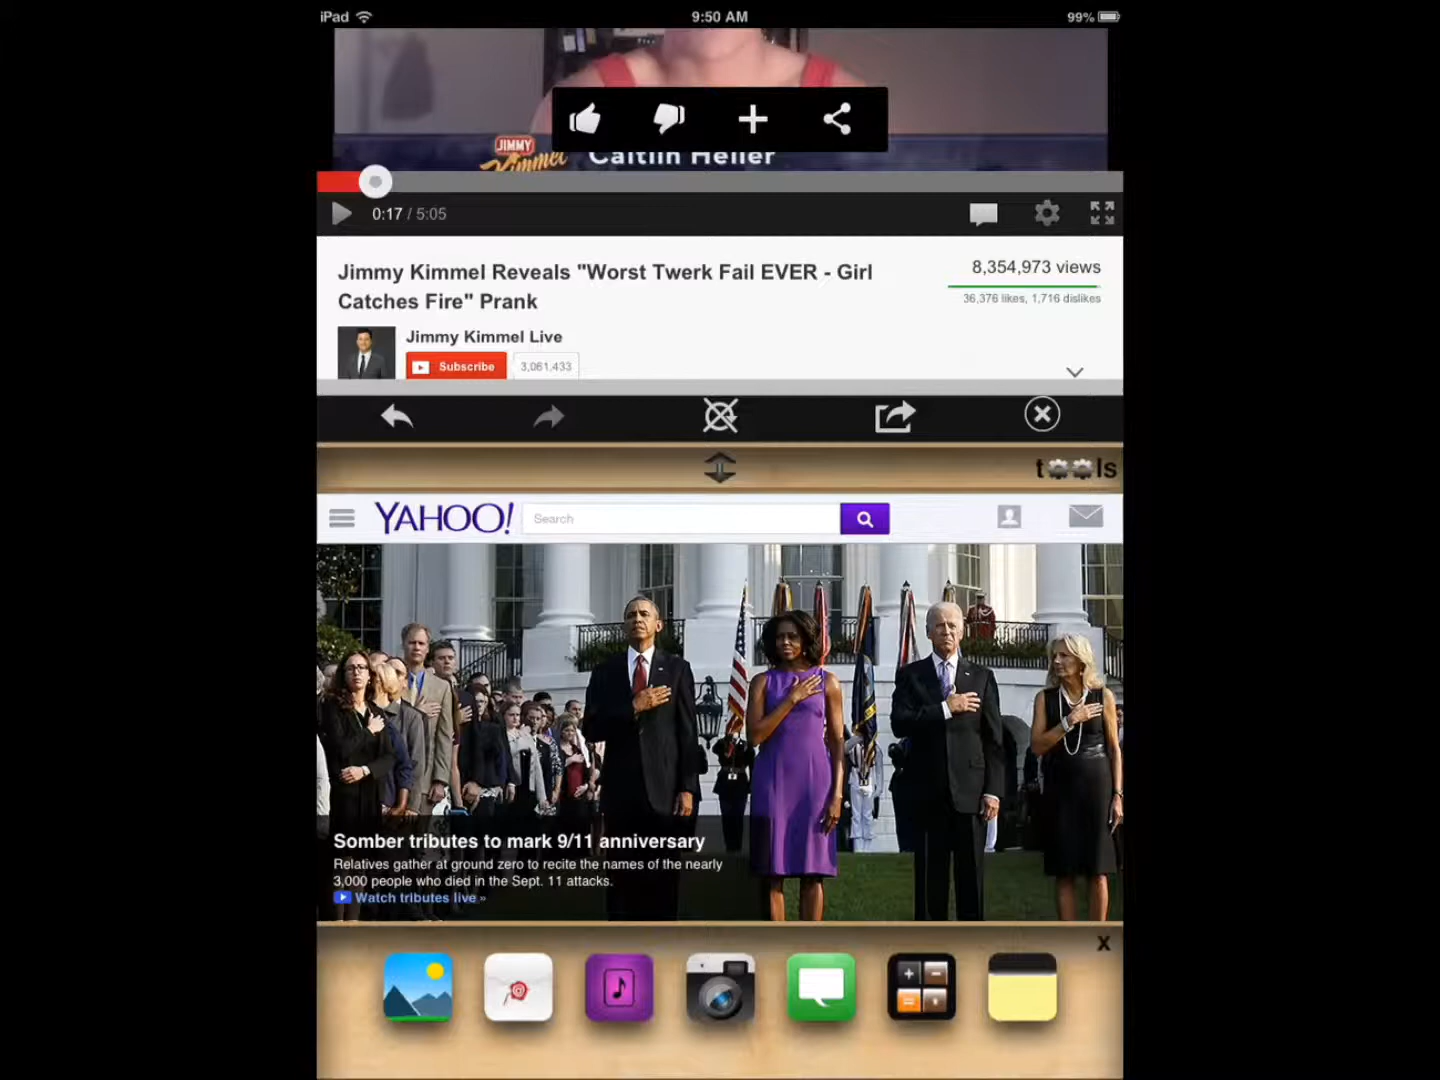 iPad 9:50 AM 99%
JIMMY
Kimmel
Caitlin Heller
0:17 / 5:05
Jimmy Kimmel Reveals "Worst Twerk Fail EVER - Girl
Catches Fire" Prank
8,354,973 views
36,376 likes, 1,716 dislikes
Jimmy Kimmel Live
Subscribe 3,061,433
tools
YAHOO! Search
Somber tributes to mark 9/11 anniversary
Relatives gather at ground zero to recite the names of the nearly
3,000 people who died in the Sept. 11 attacks.
Watch tributes live »
x